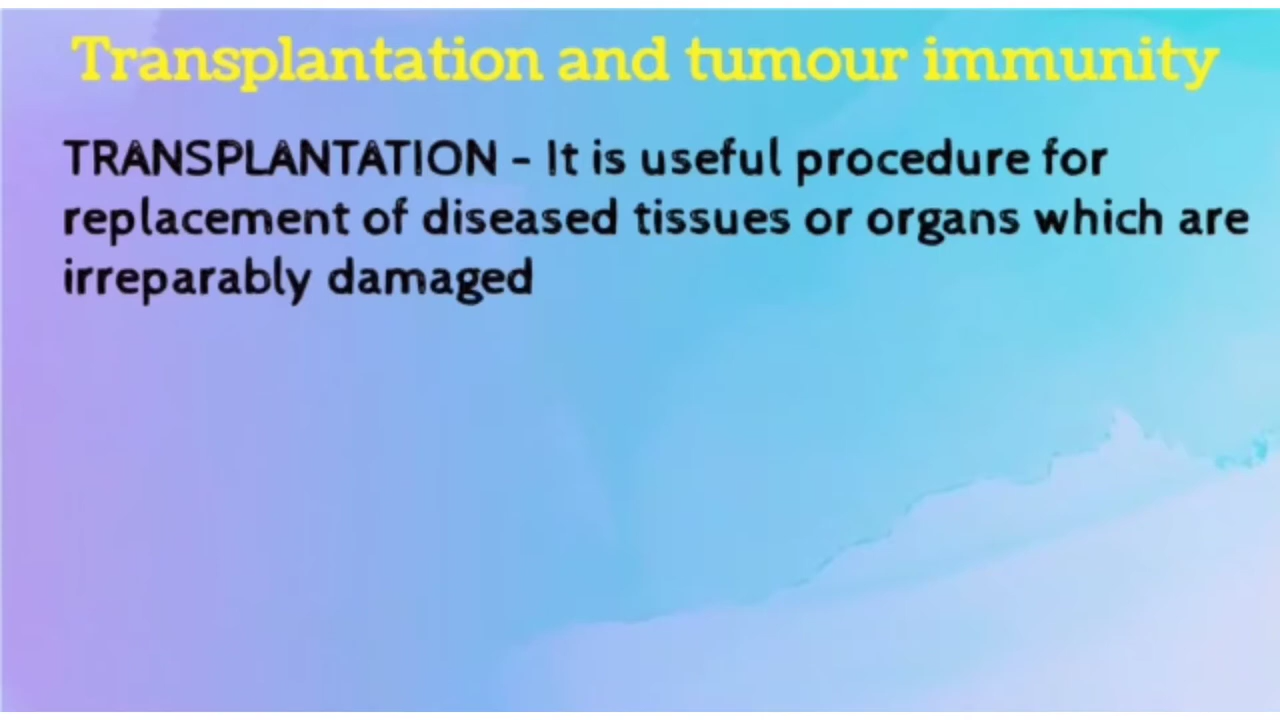 Transplantation and tumour immunity
TRANSPLANTATION - It is useful procedure for
replacement of diseased tissues or organs which are
irreparably damaged